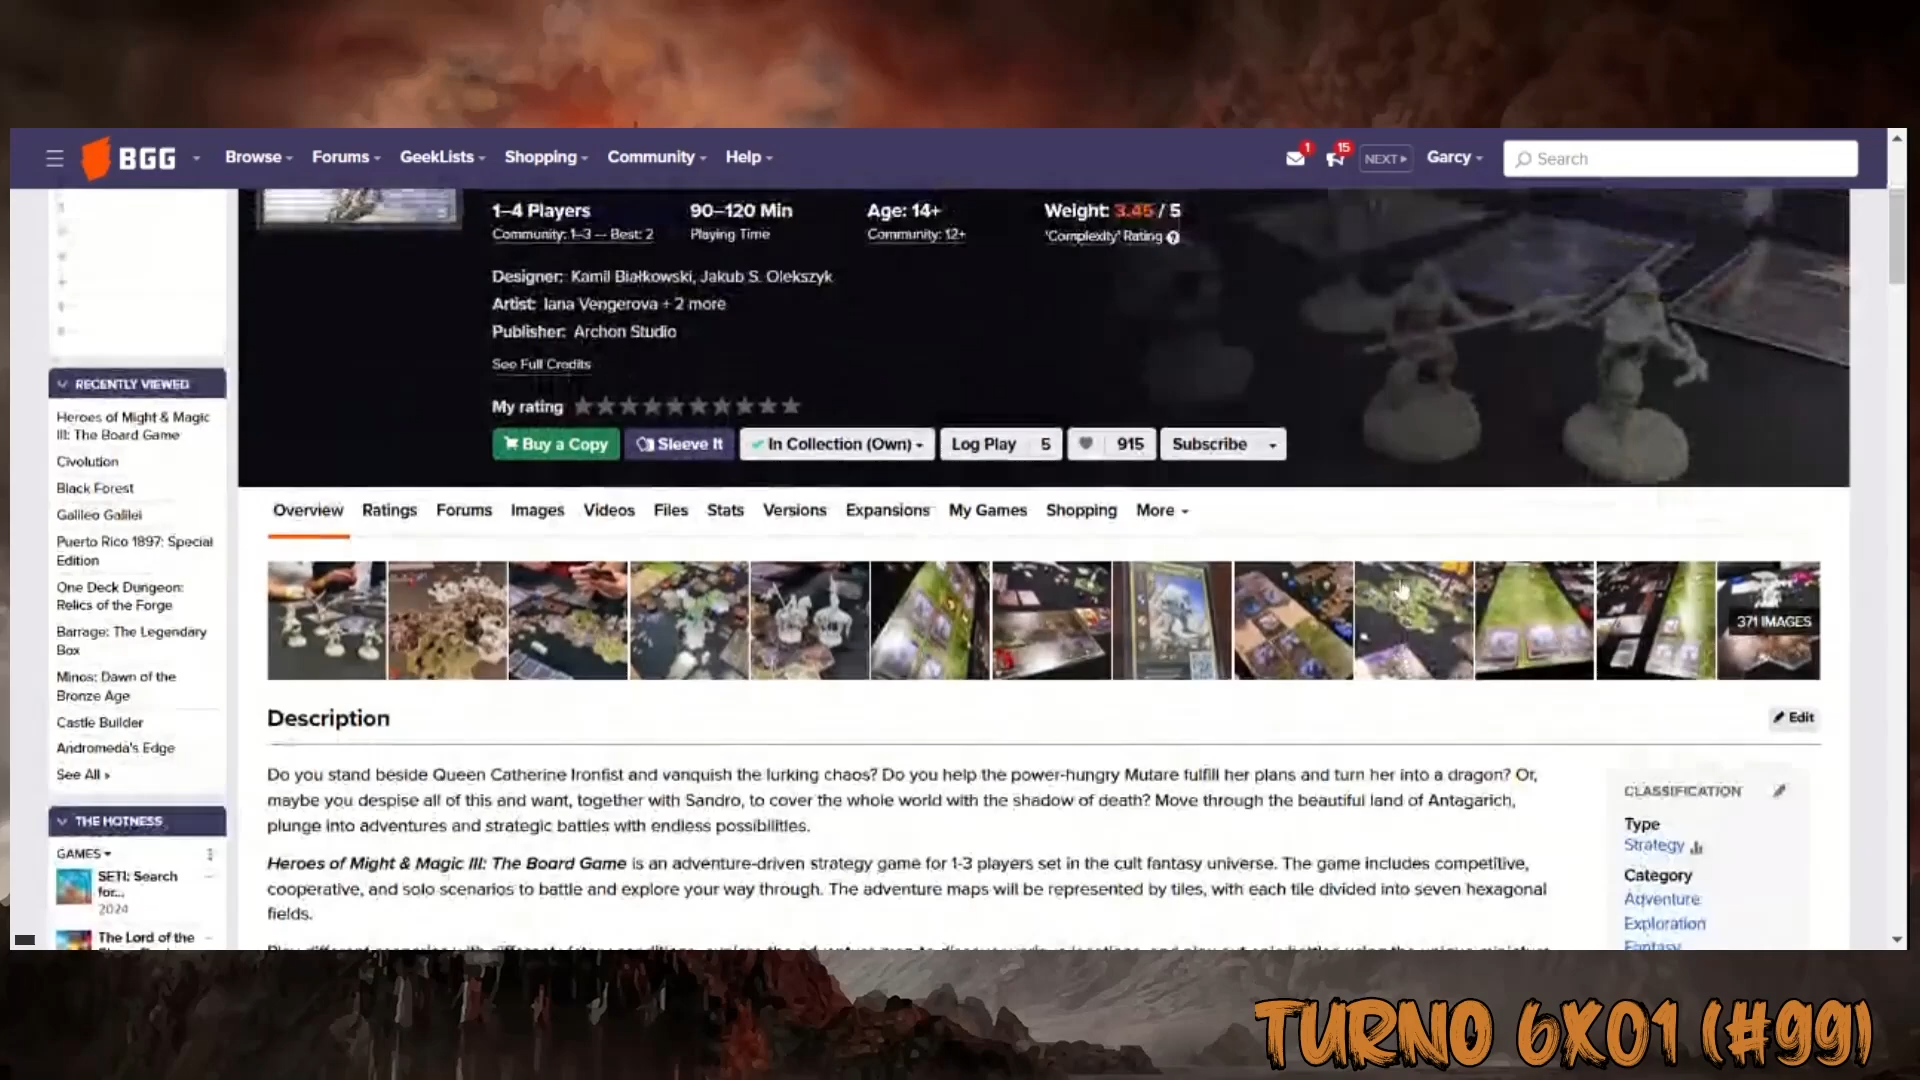 BGG
Browse
Forums
GeekLists
Shopping
Community
Help
1
15
NEXT
Garcy
Search
1–4 Players
90–120 Min
Age: 14+
Weight: 3.45 / 5
Community: 1–3 — Best: 2
Playing Time
Community: 12+
'Complexity' Rating
Designer: Kamil Białkowski, Jakub S. Olekszyk
Artist: Iana Vengerova + 2 more
Publisher: Archon Studio
See Full Credits
My rating
Buy a Copy
Sleeve It
In Collection (Own)
Log Play 5
915
Subscribe
RECENTLY VIEWED
Heroes of Might & Magic
III: The Board Game
Civolution
Black Forest
Galileo Galilei
Puerto Rico 1897: Special
Edition
One Deck Dungeon:
Relics of the Forge
Barrage: The Legendary
Box
Minos: Dawn of the
Bronze Age
Castle Builder
Andromeda's Edge
See All »
THE HOTNESS
GAMES
SETI: Search
for...
2024
The Lord of the
Overview
Ratings
Forums
Images
Videos
Files
Stats
Versions
Expansions
My Games
Shopping
More
371 IMAGES
Description
Edit
Do you stand beside Queen Catherine Ironfist and vanquish the lurking chaos? Do you help the power-hungry Mutare fulfill her plans and turn her into a dragon? Or,
maybe you despise all of this and want, together with Sandro, to cover the whole world with the shadow of death? Move through the beautiful land of Antagarich,
plunge into adventures and strategic battles with endless possibilities.
Heroes of Might & Magic III: The Board Game is an adventure-driven strategy game for 1-3 players set in the cult fantasy universe. The game includes competitive,
cooperative, and solo scenarios to battle and explore your way through. The adventure maps will be represented by tiles, with each tile divided into seven hexagonal
fields.
CLASSIFICATION
Type
Strategy
Category
Adventure
Exploration
Fantasy
TURNO 6X01 (#99)